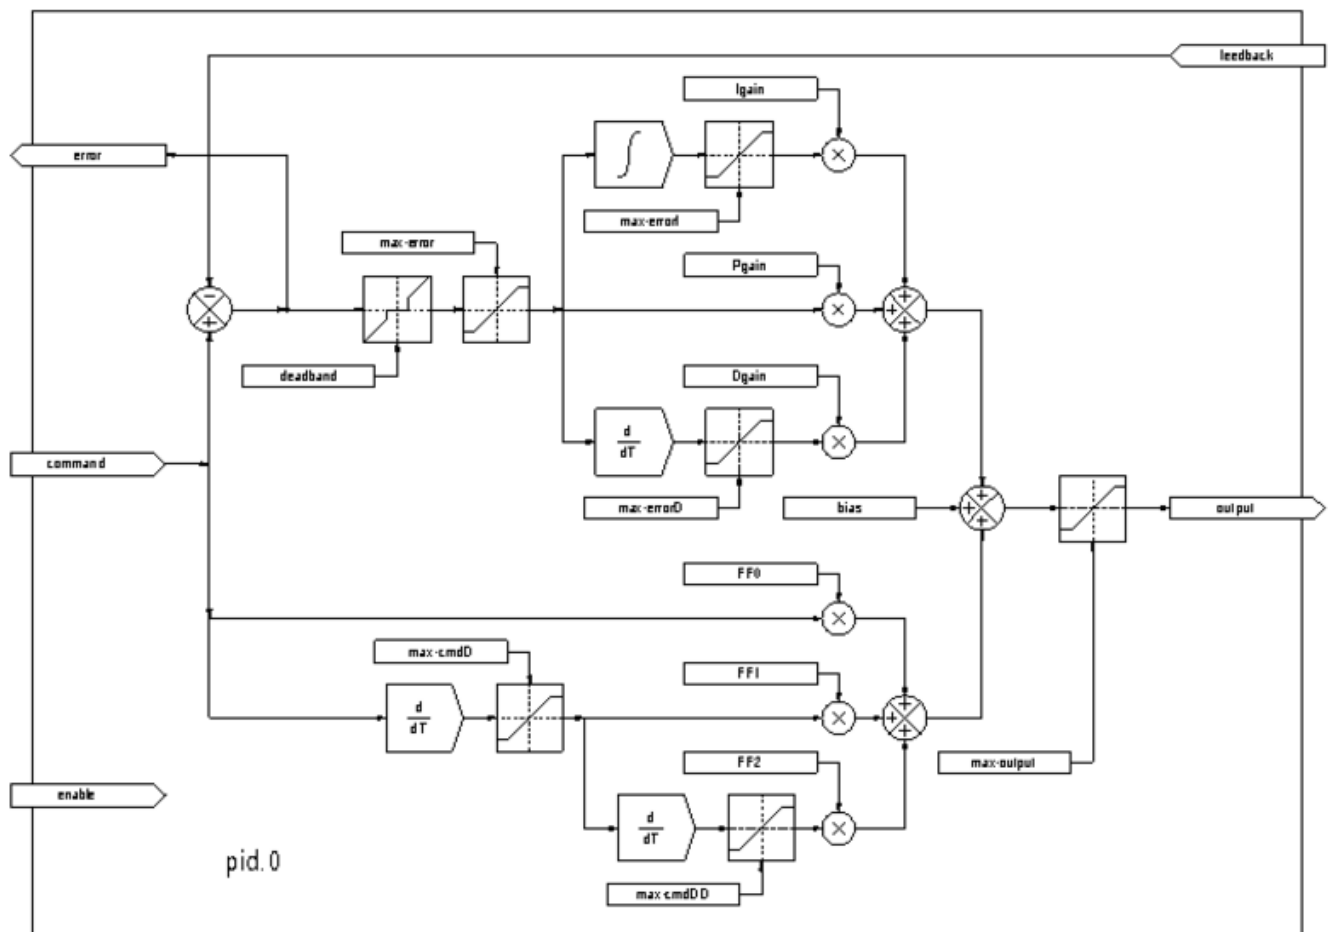 feedback
Igain
error
max-errorI
max-error
Pgain
deadband
Dgain
d
dT
command
max-errorD
bias
output
FF0
max-cmdD
FF1
d
dT
FF2
max-output
enable
d
dT
pid.0
max-cmdDD